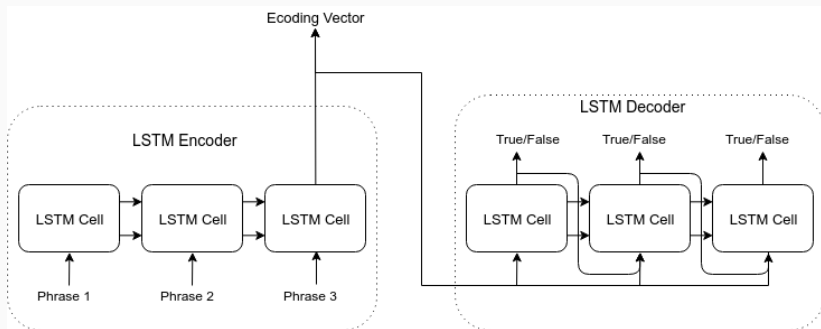 Ecoding Vector
LSTM Encoder
LSTM Cell
LSTM Cell
LSTM Cell
Phrase 1
Phrase 2
Phrase 3
LSTM Decoder
True/False
True/False
True/False
LSTM Cell
LSTM Cell
LSTM Cell